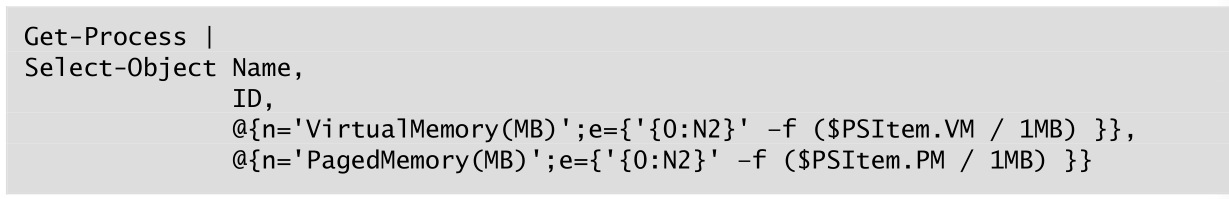 Get-Process |
Select-Object Name,
              ID,
              @{n='VirtualMemory(MB)';e={'{0:N2}' –f ($PSItem.VM / 1MB) }},
              @{n='PagedMemory(MB)';e={'{0:N2}' –f ($PSItem.PM / 1MB) }}